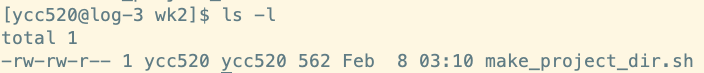 [ycc520@log-3 wk2]$ ls -l
total 1
-rw-rw-r-- 1 ycc520 ycc520 562 Feb  8 03:10 make_project_dir.sh